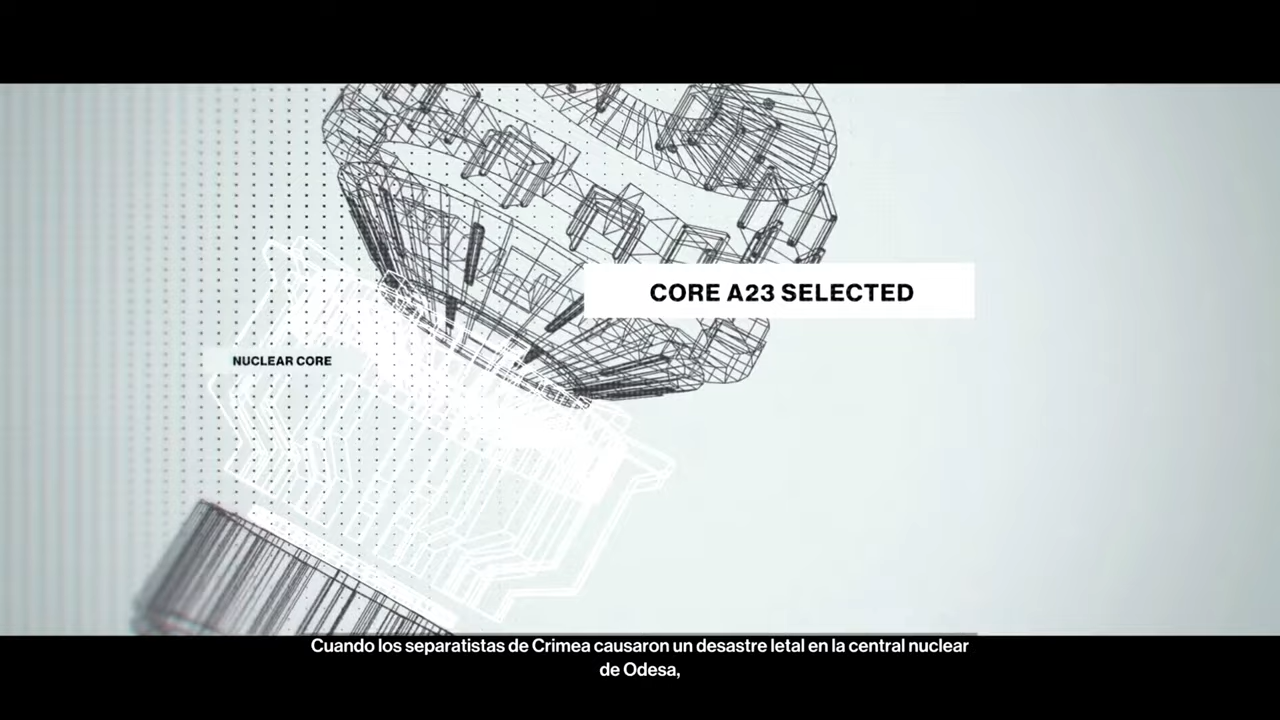 CORE A23 SELECTED
NUCLEAR CORE
Cuando los separatistas de Crimea causaron un desastre letal en la central nuclear
de Odesa,